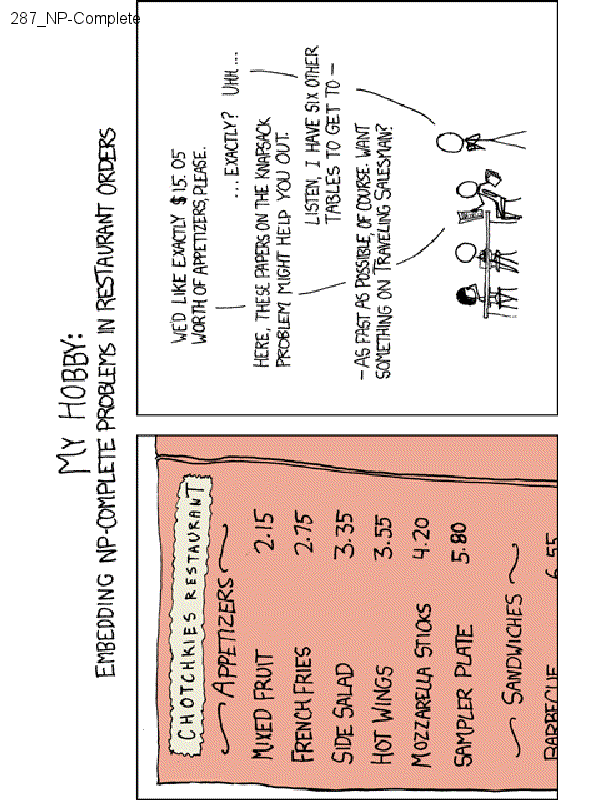 287_NP-Complete
MY HOBBY:
EMBEDDING NP-COMPLETE PROBLEMS IN RESTAURANT ORDERS
CHOTCHKIES RESTAURANT
APPETIZERS
MIXED FRUIT 2.15
FRENCH FRIES 2.75
SIDE SALAD 3.35
HOT WINGS 3.55
MOZZARELLA STICKS 4.20
SAMPLER PLATE 5.80
SANDWICHES
BARBECUE 6.55
WE'D LIKE EXACTLY $15.05
WORTH OF APPETIZERS, PLEASE.
... EXACTLY? UHH...
HERE, THESE PAPERS ON THE KNAPSACK
PROBLEM MIGHT HELP YOU OUT.
LISTEN, I HAVE SIX OTHER
TABLES TO GET TO —
—AS FAST AS POSSIBLE, OF COURSE. WANT
SOMETHING ON TRAVELING SALESMAN?